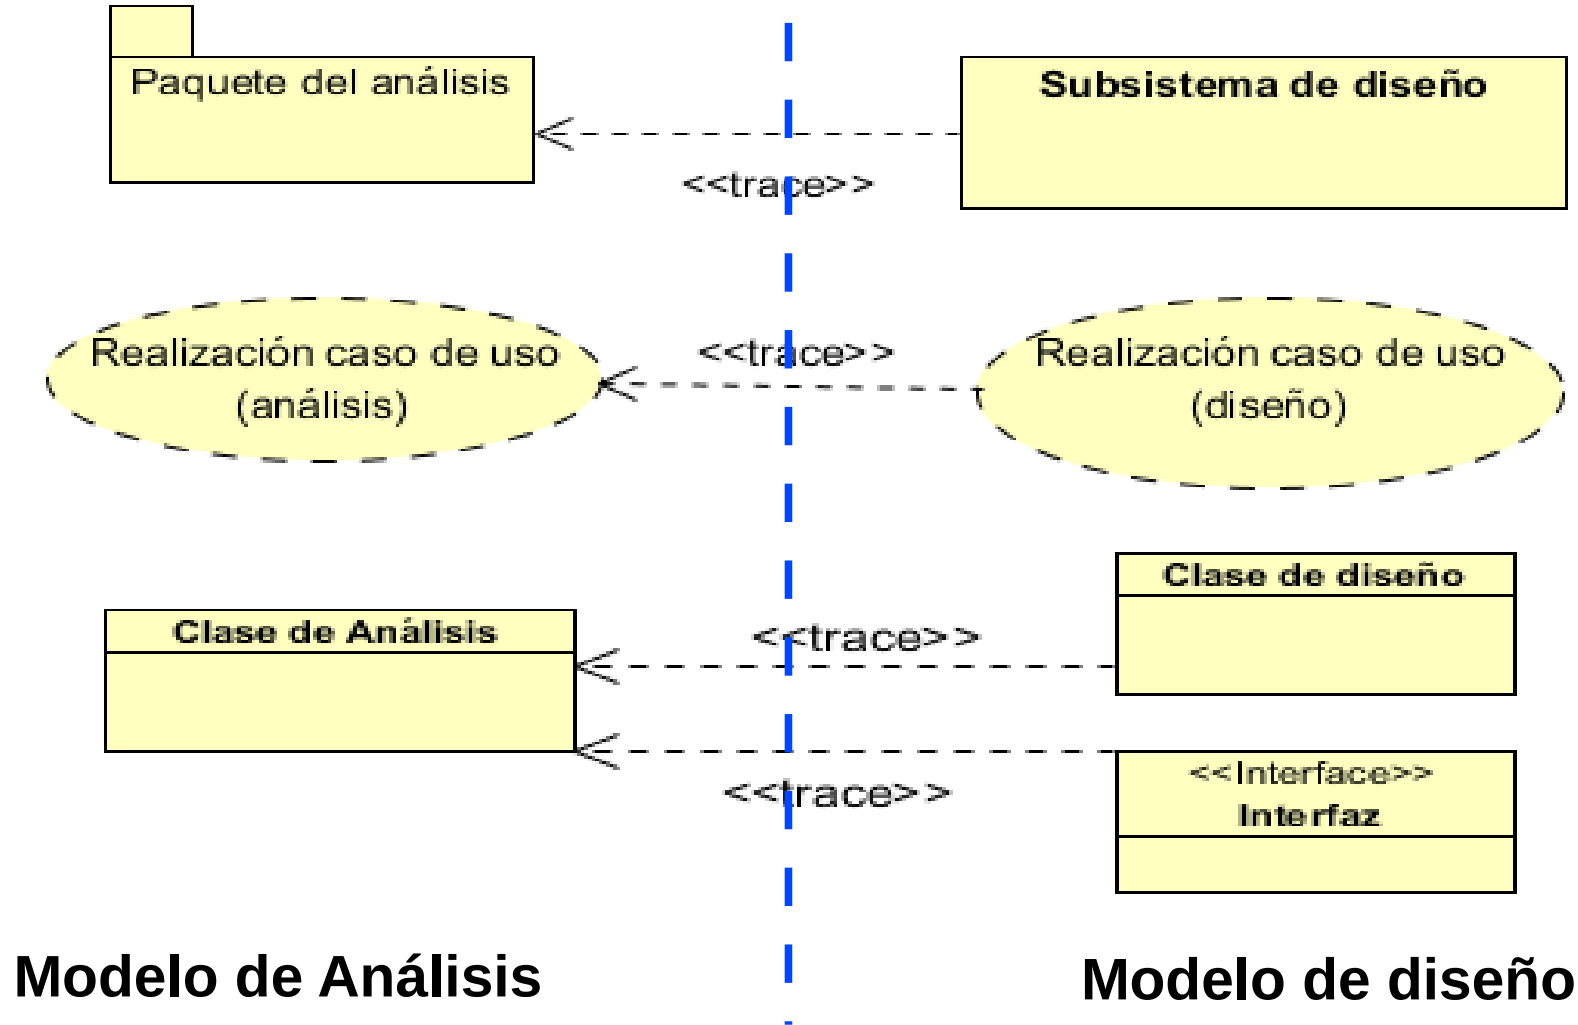 Paquete del análisis
Subsistema de diseño
<<trace>>
Realización caso de uso
(análisis)
<<trace>>
Realización caso de uso
(diseño)
Clase de Análisis
<<trace>>
Clase de diseño
<<trace>>
<<Interface>>
Interfaz
Modelo de Análisis
Modelo de diseño